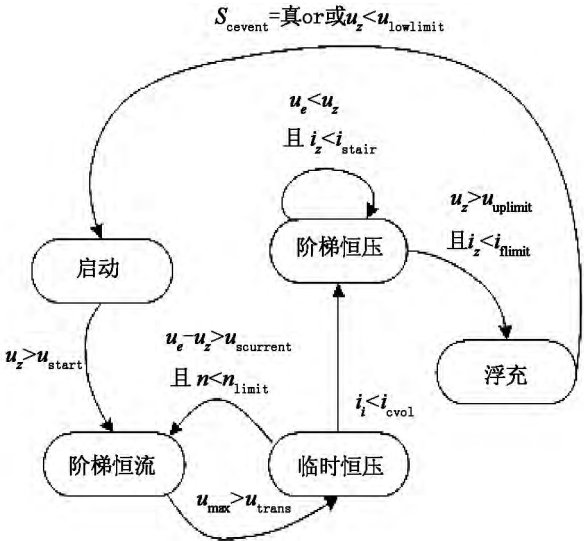 S_cevent=真or或u_z<u_lowlimit
u_e<u_z
且 i_z<i_stair
u_z>u_uplimit
且i_z<i_flimit
阶梯恒压
启动
u_z>u_start
u_e-u_z>u_scurrent
且 n<n_limit
浮充
i_i<i_cvol
阶梯恒流
临时恒压
u_max>u_trans